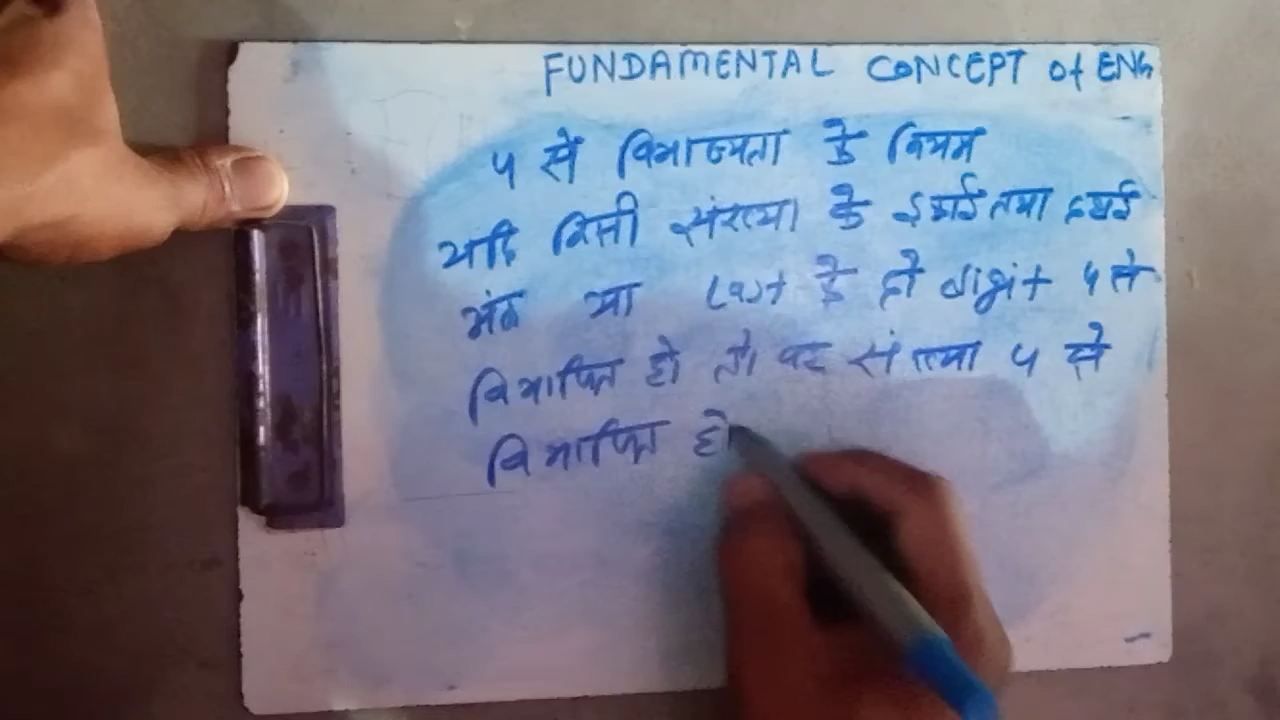 FUNDAMENTAL CONCEPT of ENG
4 से विभाज्यता के नियम
यदि किसी संख्या के इकाई तथा दहाई
अंक या Last के दो digit 4 से
विभाजित हो तो वह संख्या 4 से
विभाजित हो